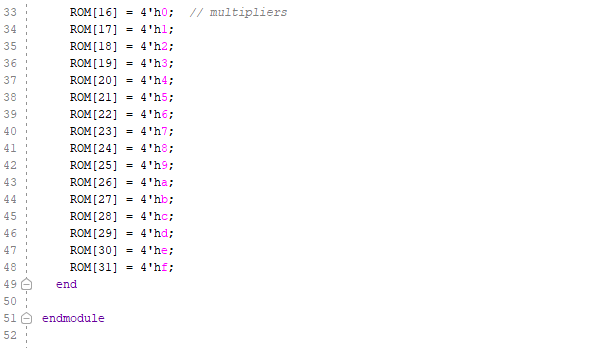 33 ROM[16] = 4'h0; // multipliers
34 ROM[17] = 4'h1;
35 ROM[18] = 4'h2;
36 ROM[19] = 4'h3;
37 ROM[20] = 4'h4;
38 ROM[21] = 4'h5;
39 ROM[22] = 4'h6;
40 ROM[23] = 4'h7;
41 ROM[24] = 4'h8;
42 ROM[25] = 4'h9;
43 ROM[26] = 4'ha;
44 ROM[27] = 4'hb;
45 ROM[28] = 4'hc;
46 ROM[29] = 4'hd;
47 ROM[30] = 4'he;
48 ROM[31] = 4'hf;
49 end
50
51 endmodule
52